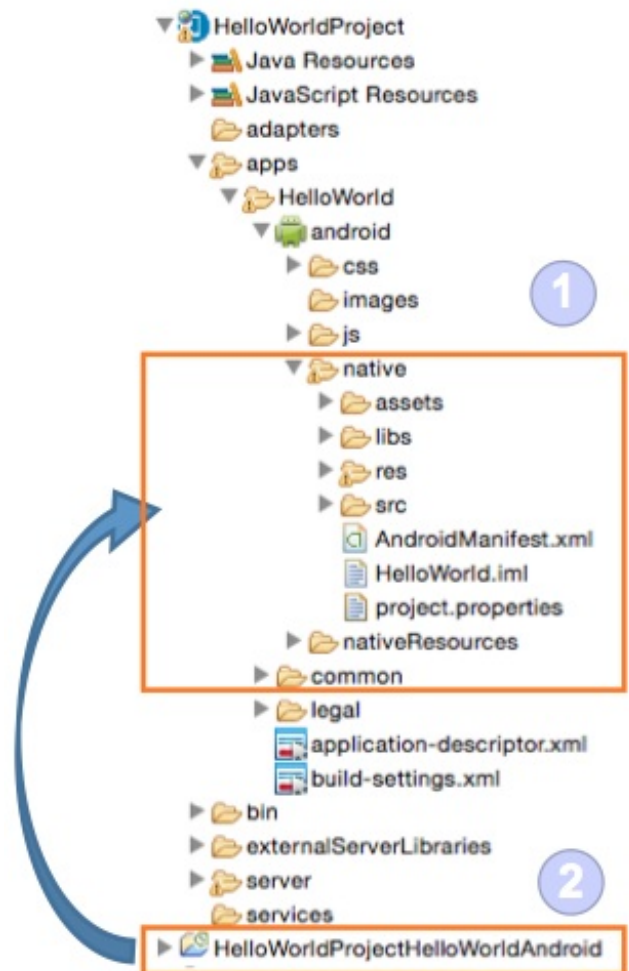 HelloWorldProject
Java Resources
JavaScript Resources
adapters
apps
HelloWorld
android
css
images
1
js
native
assets
libs
res
src
AndroidManifest.xml
HelloWorld.iml
project.properties
nativeResources
common
legal
application-descriptor.xml
build-settings.xml
bin
externalServerLibraries
server
2
services
HelloWorldProjectHelloWorldAndroid